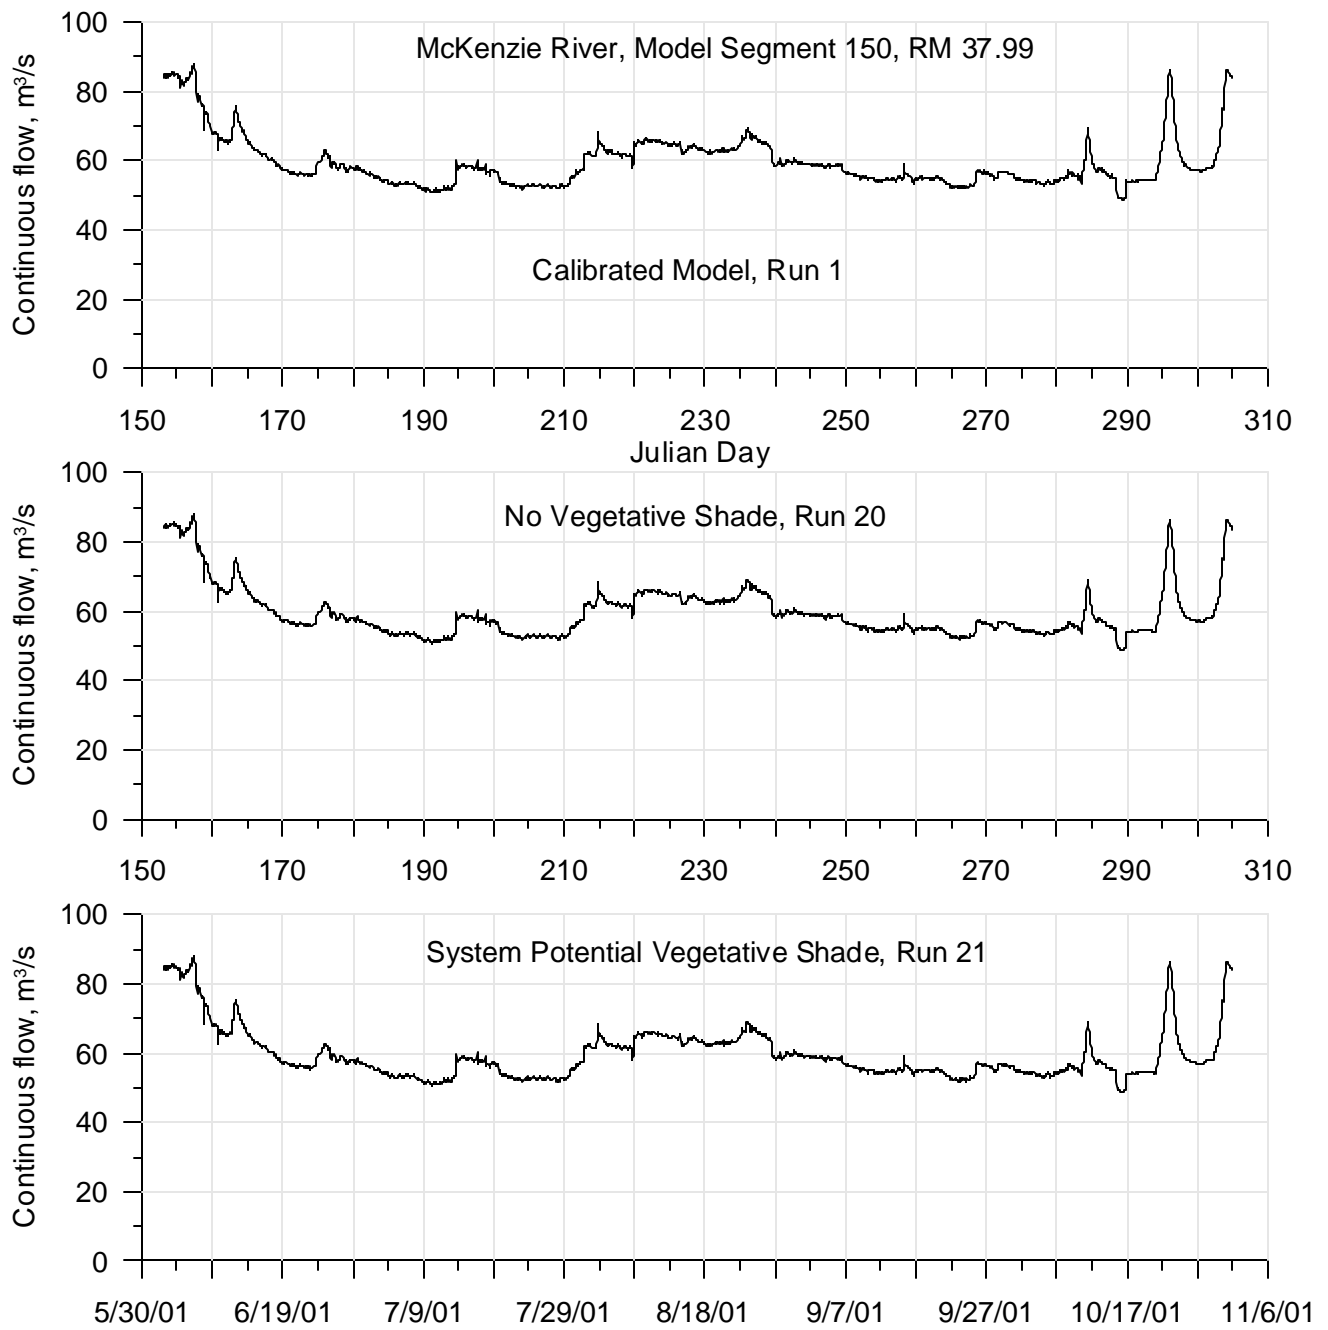 McKenzie River, Model Segment 150, RM 37.99
Continuous flow, m³/s
100
80
60
40
20
0
Calibrated Model, Run 1
150 170 190 210 230 250 270 290 310
Julian Day
No Vegetative Shade, Run 20
Continuous flow, m³/s
100
80
60
40
20
0
150 170 190 210 230 250 270 290 310
System Potential Vegetative Shade, Run 21
Continuous flow, m³/s
100
80
60
40
20
0
5/30/01 6/19/01 7/9/01 7/29/01 8/18/01 9/7/01 9/27/01 10/17/01 11/6/01